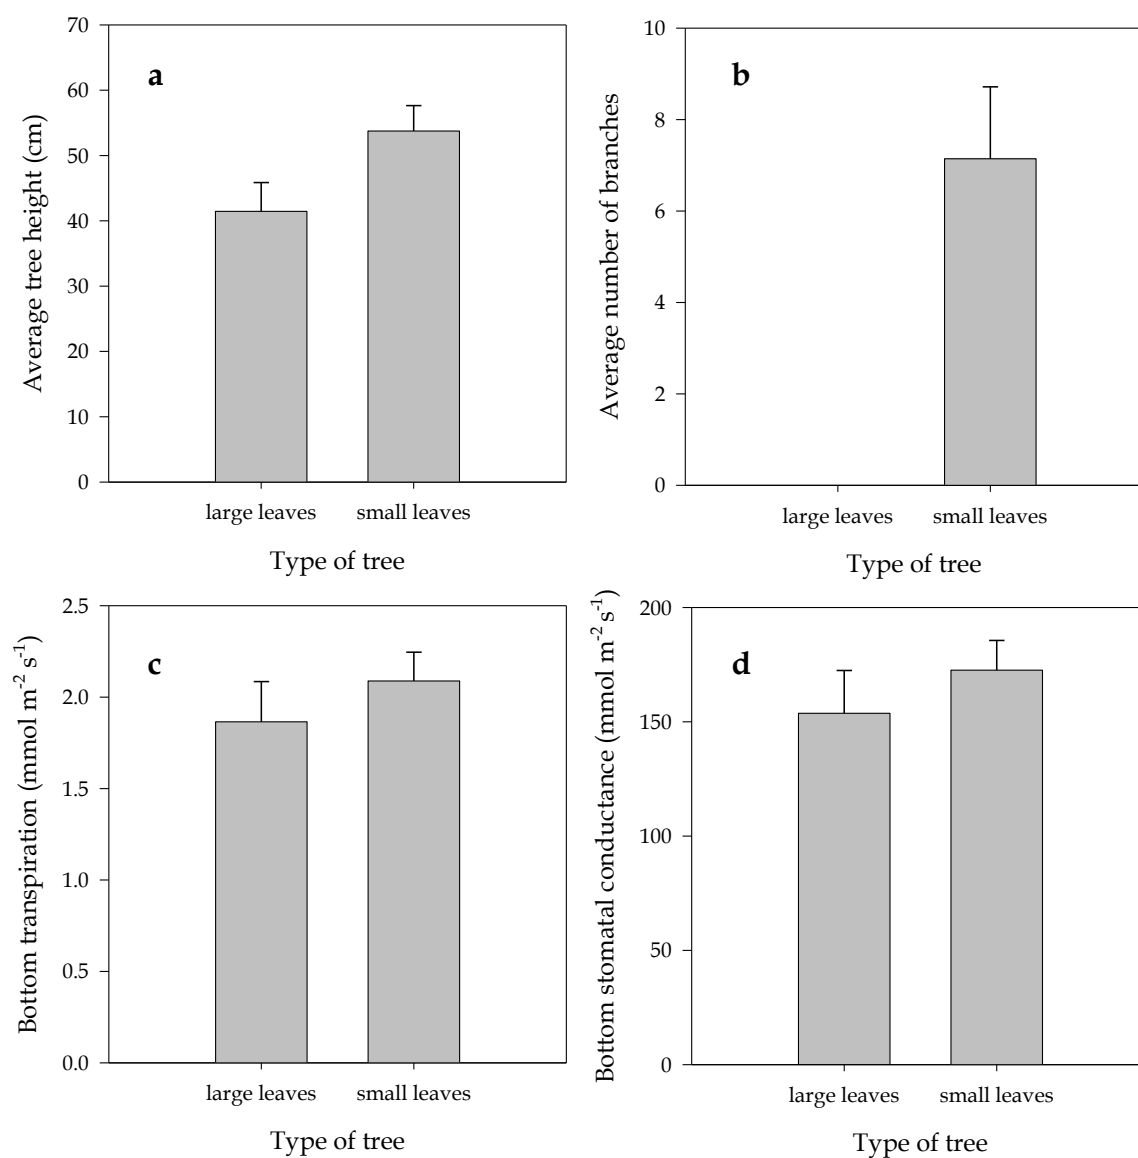 a
Average tree height (cm)
70
60
50
40
30
20
10
0
large leaves small leaves
Type of tree
b
Average number of branches
10
8
6
4
2
0
large leaves small leaves
Type of tree
c
Bottom transpiration (mmol m⁻² s⁻¹)
2.5
2.0
1.5
1.0
0.5
0.0
large leaves small leaves
Type of tree
d
Bottom stomatal conductance (mmol m⁻² s⁻¹)
200
150
100
50
0
large leaves small leaves
Type of tree